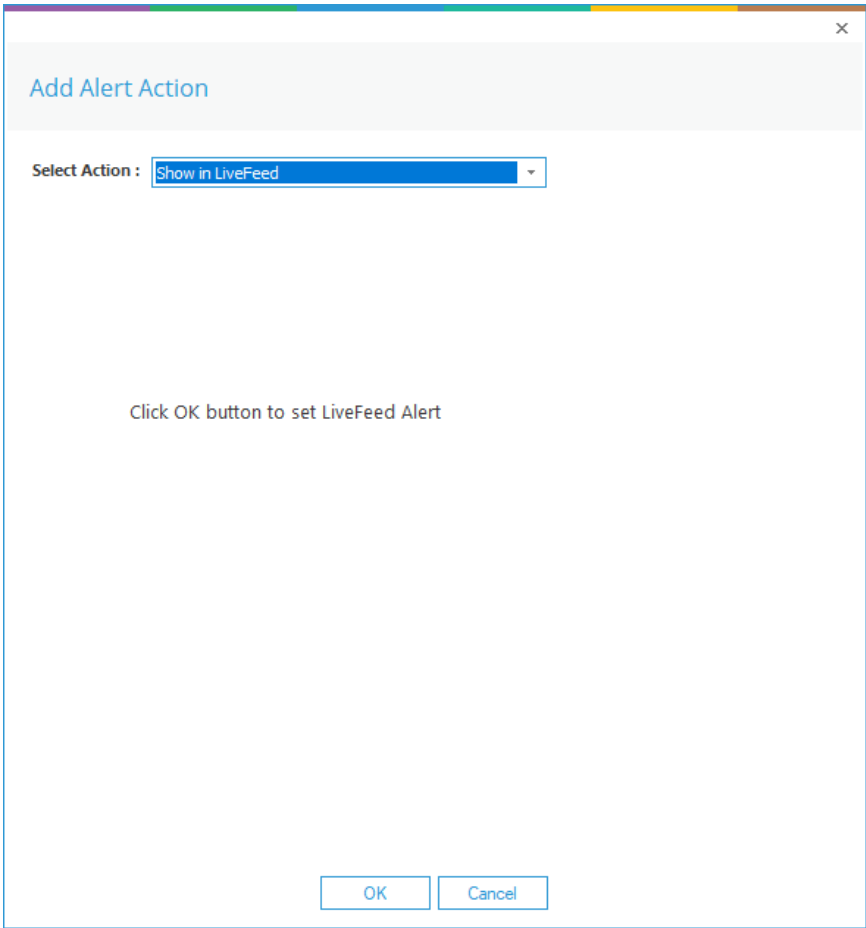 Add Alert Action
Select Action : Show in LiveFeed
Click OK button to set LiveFeed Alert
OK Cancel